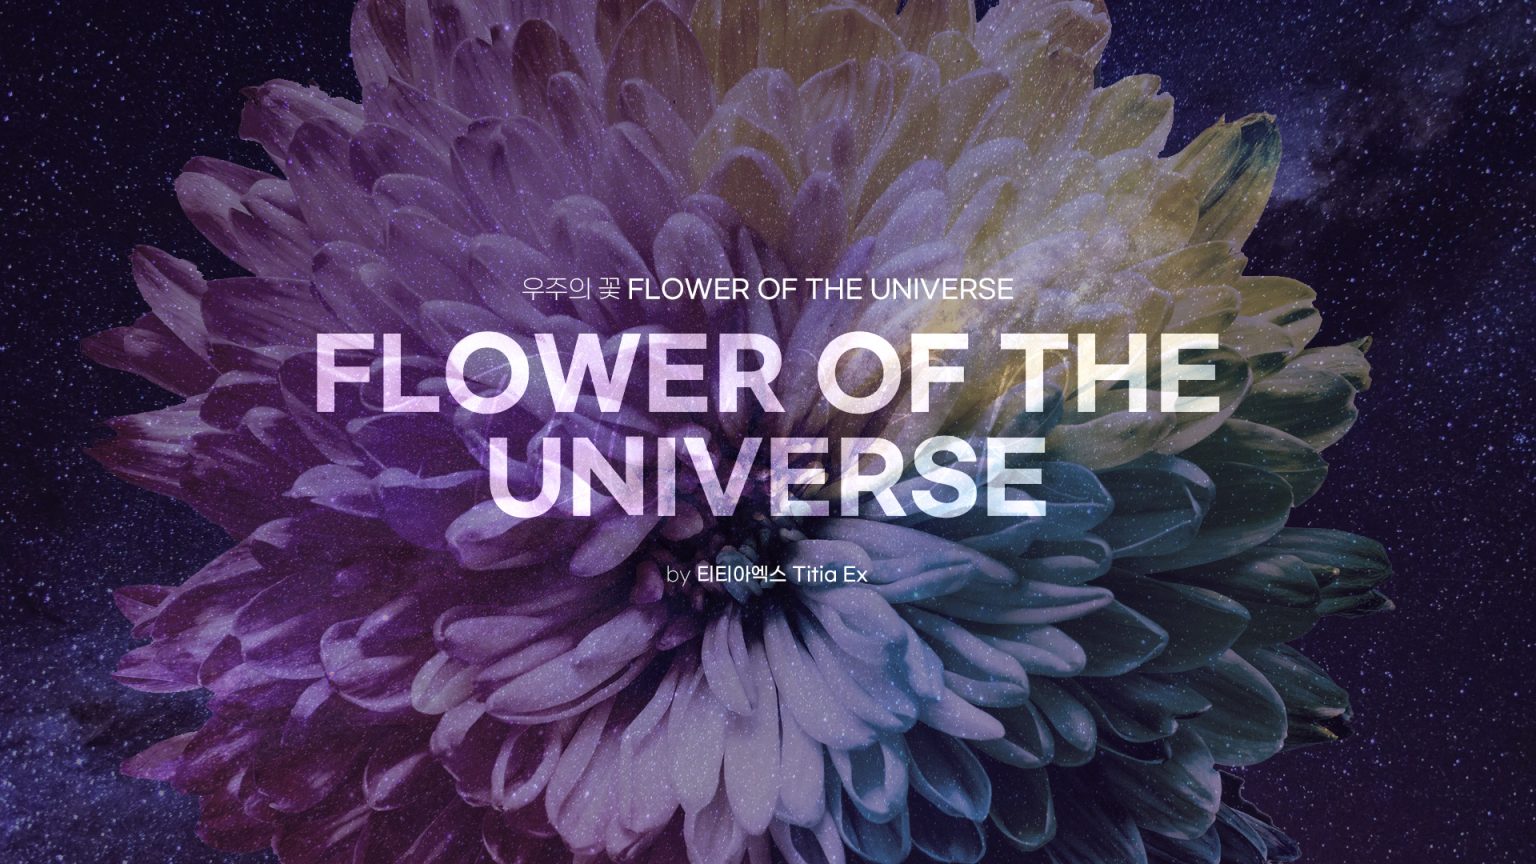 우주의 꽃 FLOWER OF THE UNIVERSE
FLOWER OF THE
UNIVERSE
by 티티아엑스 Titia Ex